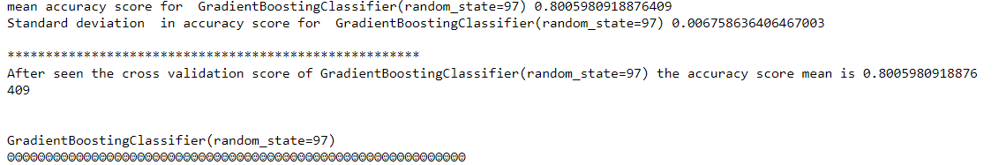 mean accuracy score for  GradientBoostingClassifier(random_state=97) 0.8005980918876409
Standard deviation  in accuracy score for  GradientBoostingClassifier(random_state=97) 0.006758636406467003
******************************************************
After seen the cross validation score of GradientBoostingClassifier(random_state=97) the accuracy score mean is 0.8005980918876
409
GradientBoostingClassifier(random_state=97)
@@@@@@@@@@@@@@@@@@@@@@@@@@@@@@@@@@@@@@@@@@@@@@@@@@@@@@@@@@@@